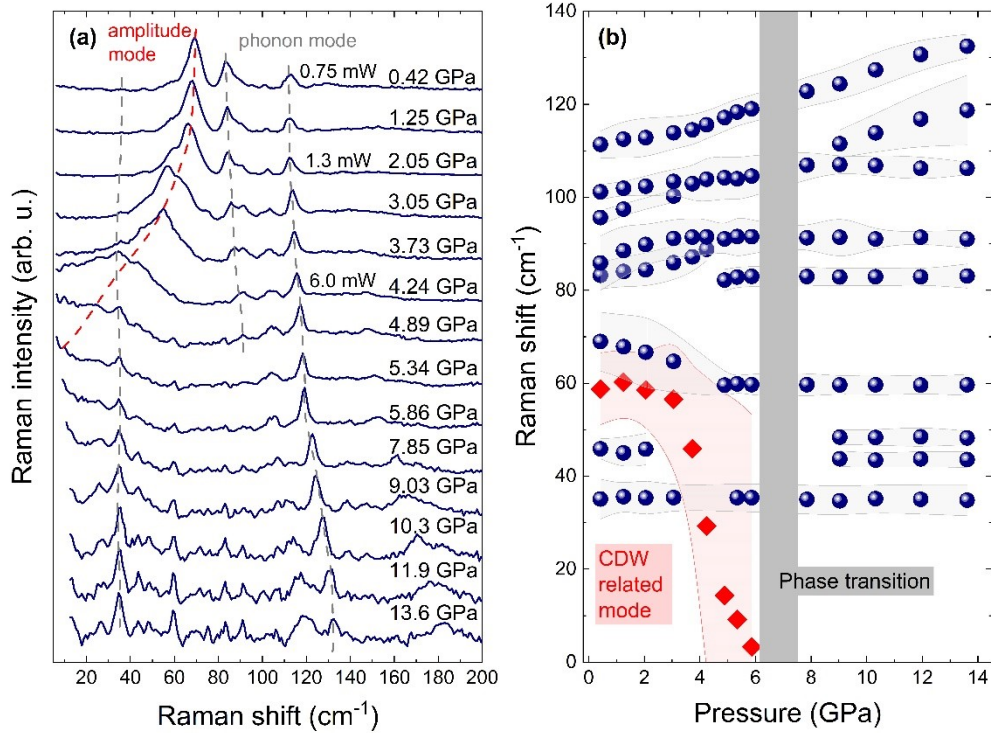 (a)
amplitude
mode
phonon mode
0.75 mW
0.42 GPa
1.25 GPa
2.05 GPa
1.3 mW
3.05 GPa
3.73 GPa
4.24 GPa
6.0 mW
4.89 GPa
5.34 GPa
5.86 GPa
7.85 GPa
9.03 GPa
10.3 GPa
11.9 GPa
13.6 GPa
Raman intensity (arb. u.)
20 40 60 80 100 120 140 160 180 200
Raman shift (cm⁻¹)
(b)
140
120
100
80
60
40
20
0
Raman shift (cm⁻¹)
CDW
related
mode
Phase transition
0 2 4 6 8 10 12 14
Pressure (GPa)